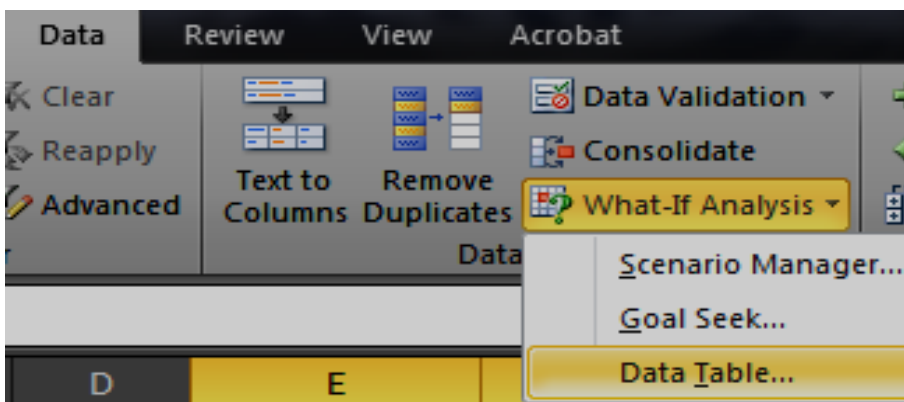 Data Review View Acrobat
Clear
Reapply
Advanced
Text to
Columns
Remove
Duplicates
Data Validation
Consolidate
What-If Analysis
Data
Scenario Manager...
Goal Seek...
Data Table...
D E